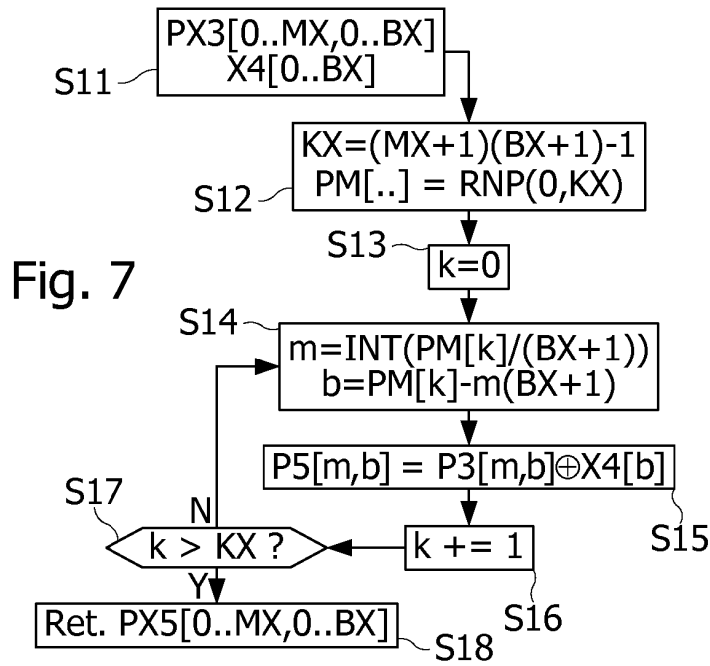 PX3[0..MX,0..BX]
X4[0..BX]
S11
KX=(MX+1)(BX+1)-1
PM[..] = RNP(0,KX)
S12
S13
k=0
Fig. 7
S14
m=INT(PM[k]/(BX+1))
b=PM[k]-m(BX+1)
P5[m,b] = P3[m,b]⊕X4[b]
S15
S17
N
k > KX ?
k += 1
S16
Y
Ret. PX5[0..MX,0..BX]
S18